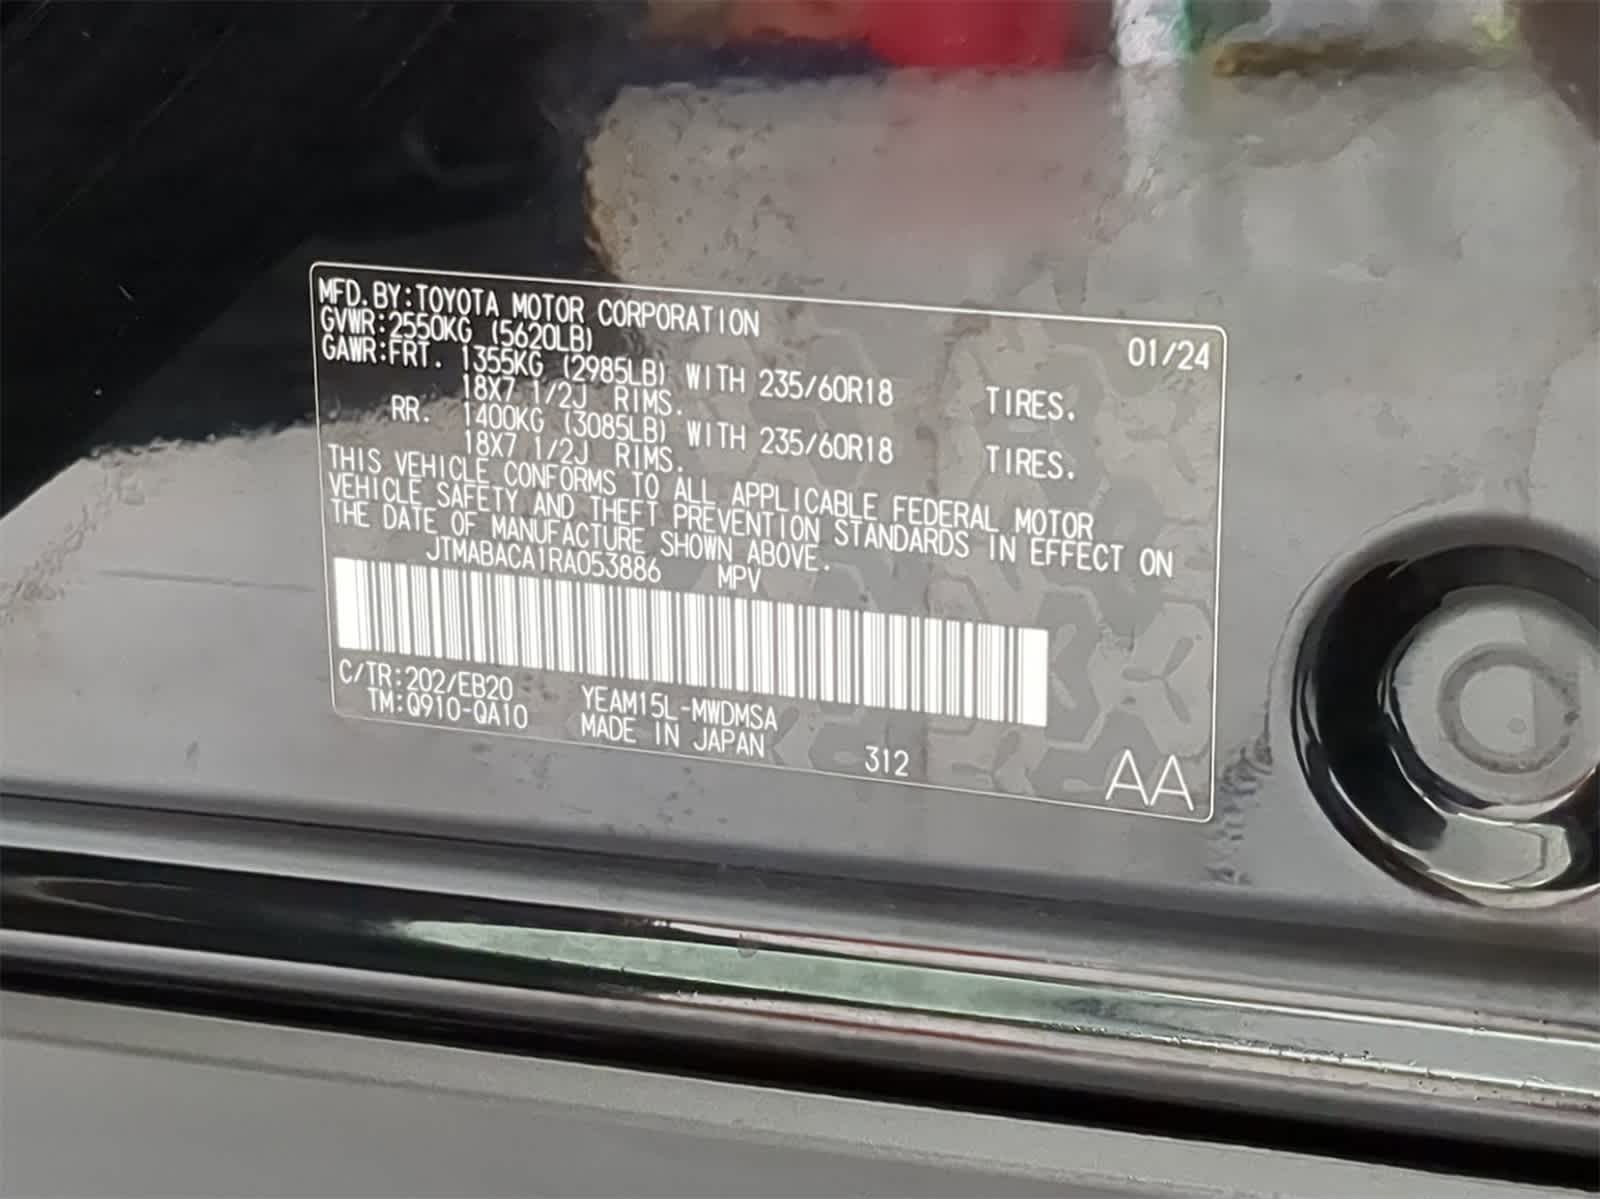 MFD.BY:TOYOTA MOTOR CORPORATION 01/24
GVWR:2550KG (5620LB)
GAWR:FRT. 1355KG (2985LB) WITH 235/60R18 TIRES.
18X7 1/2J RIMS.
RR. 1400KG (3085LB) WITH 235/60R18 TIRES.
18X7 1/2J RIMS.
THIS VEHICLE CONFORMS TO ALL APPLICABLE FEDERAL MOTOR
VEHICLE SAFETY AND THEFT PREVENTION STANDARDS IN EFFECT ON
THE DATE OF MANUFACTURE SHOWN ABOVE.
JTMABACA1RA053886 MPV
C/TR:202/EB20 YEAM15L-MWDMSA
TM:Q910-QA10 MADE IN JAPAN 312 AA